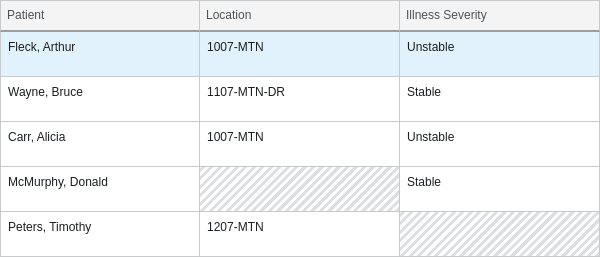 Patient Location Illness Severity
Fleck, Arthur 1007-MTN Unstable
Wayne, Bruce 1107-MTN-DR Stable
Carr, Alicia 1007-MTN Unstable
McMurphy, Donald Stable
Peters, Timothy 1207-MTN